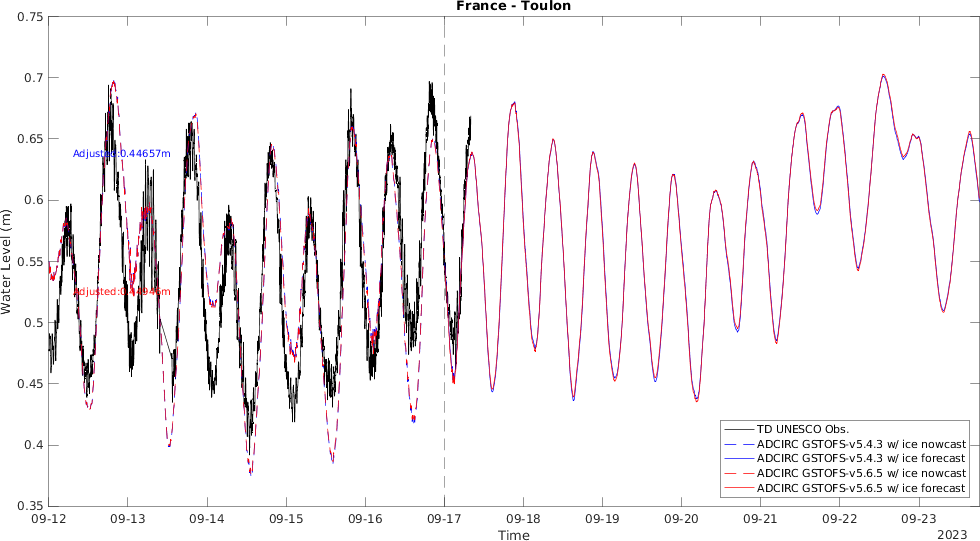 France - Toulon
0.75
0.7
0.65
0.6
0.55
0.5
0.45
0.4
0.35
Water Level (m)
Adjusted:0.44657m
09-12
09-13
09-14
09-15
09-16
09-17
09-18
09-19
09-20
09-21
09-22
09-23
Time
2023
TD UNESCO Obs.
ADCIRC GSTOFS-v5.4.3 w/ ice nowcast
ADCIRC GSTOFS-v5.4.3 w/ ice forecast
ADCIRC GSTOFS-v5.6.5 w/ ice nowcast
ADCIRC GSTOFS-v5.6.5 w/ ice forecast